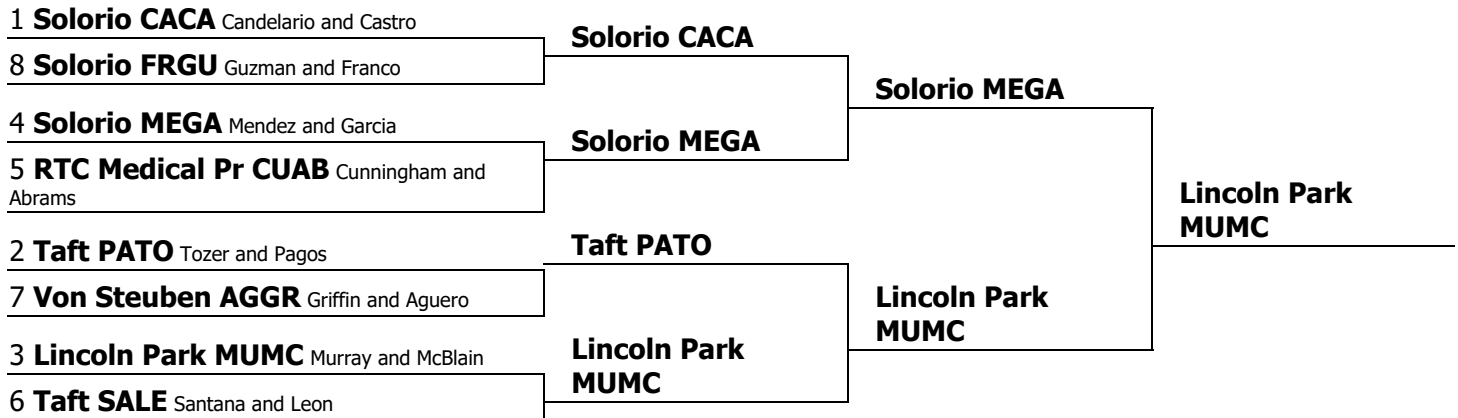 1 Solorio CACA Candelario and Castro
8 Solorio FRGU Guzman and Franco
4 Solorio MEGA Mendez and Garcia
5 RTC Medical Pr CUAB Cunningham and
Abrams
2 Taft PATO Tozer and Pagos
7 Von Steuben AGGR Griffin and Aguero
3 Lincoln Park MUMC Murray and McBlain
6 Taft SALE Santana and Leon
Solorio CACA
Solorio MEGA
Taft PATO
Lincoln Park
MUMC
Solorio MEGA
Lincoln Park
MUMC
Lincoln Park
MUMC